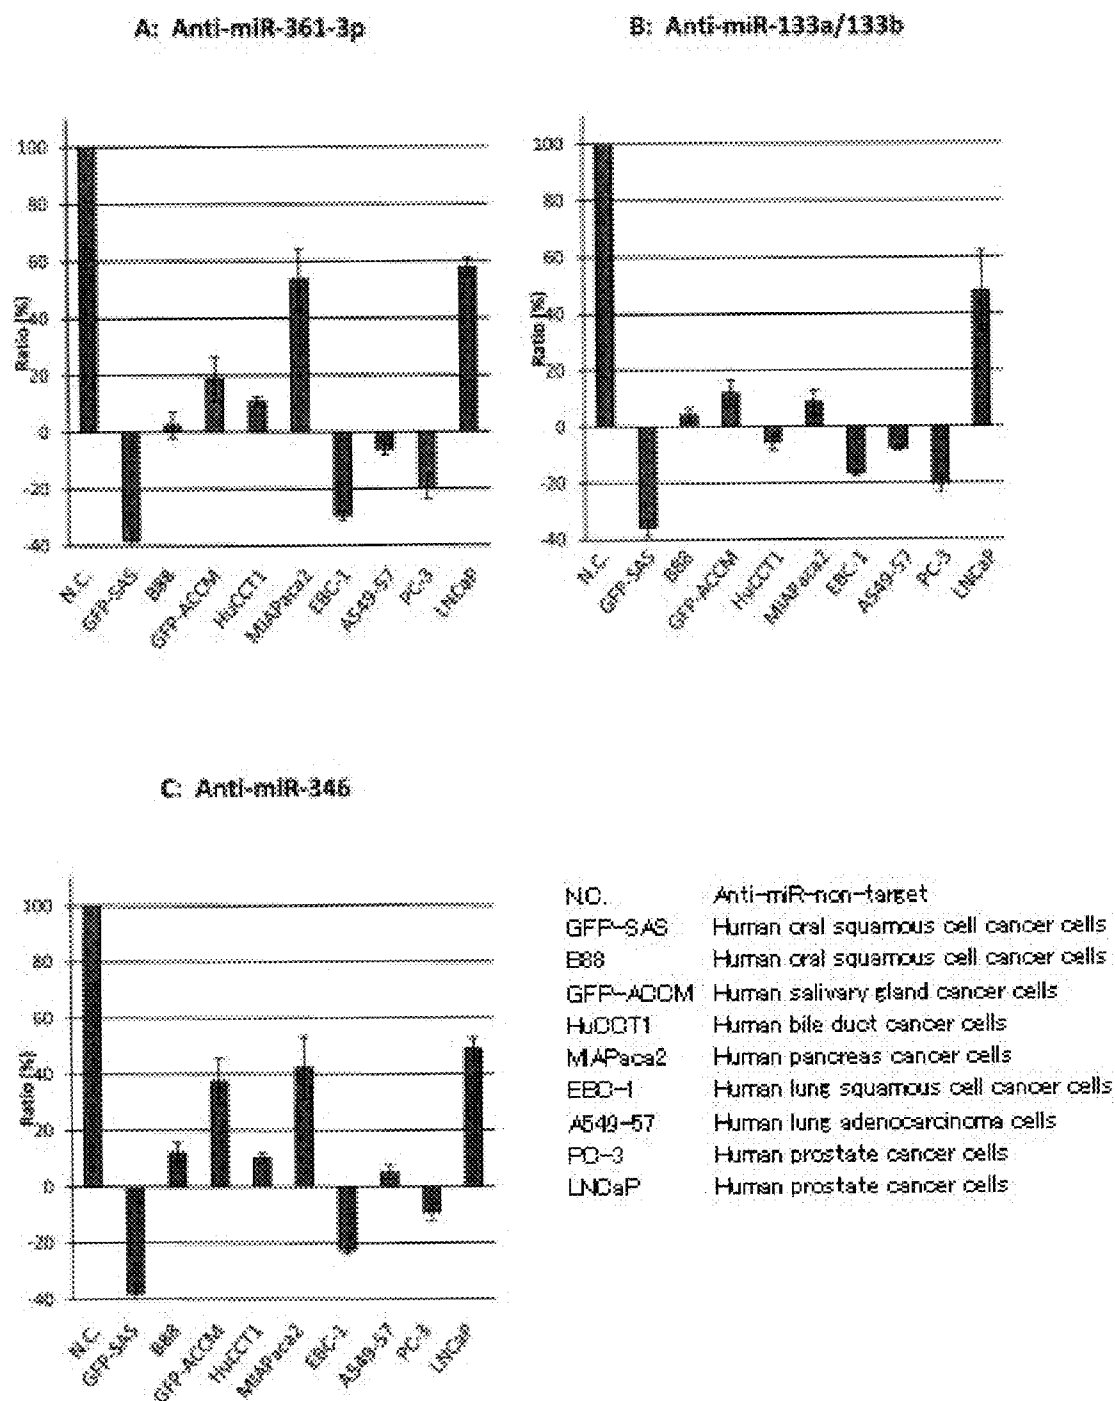 A: Anti-miR-361-3p
B: Anti-miR-133a/133b
100
80
60
40
20
0
-20
-40
Ratio [%]
N.C.
GFP-SAS
B88
GFP-ACCM
HuCCT1
MIAPaca2
EBC-1
A549-57
PC-3
LNCaP
100
80
60
40
20
0
-20
-40
Ratio [%]
N.C.
GFP-SAS
B88
GFP-ACCM
HuCCT1
MIAPaca2
EBC-1
A549-57
PC-3
LNCaP
C: Anti-miR-346
100
80
60
40
20
0
-20
-40
Ratio [%]
N.C.
GFP-SAS
B88
GFP-ACCM
HuCCT1
MIAPaca2
EBC-1
A549-57
PC-3
LNCaP
N.C. Anti-miR-non-target
GFP-SAS Human oral squamous cell cancer cells
B88 Human oral squamous cell cancer cells
GFP-ACCM Human salivary gland cancer cells
HuCCT1 Human bile duct cancer cells
MIAPaca2 Human pancreas cancer cells
EBC-1 Human lung squamous cell cancer cells
A549-57 Human lung adenocarcinoma cells
PC-3 Human prostate cancer cells
LNCaP Human prostate cancer cells